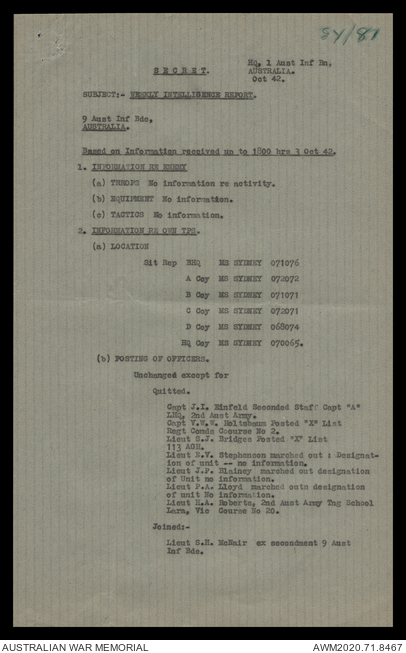 HQ, 1 Aust Inf Bn,
S E C R E T.
AUSTRALIA.
Oct 42.
SUBJECT:- WEEKLY INTELLIGENCE REPORT.
9 Aust Inf Bde,
AUSTRALIA.
Based on Information received up to 1800 hrs 3 Oct 42.
1. INFORMATION RE ENEMY
(a) TROOPS No information re activity.
(b) EQUIPMENT No information.
(c) TACTICS No information.
2. INFORMATION RE OWN TPS.
(a) LOCATION
Sit Rep BHQ MS SYDNEY 071076
A Coy MS SYDNEY 072072
B Coy MS SYDNEY 071071
C Coy MS SYDNEY 072071
D Coy MS SYDNEY 068074
HQ Coy MS SYDNEY 070065.
(b) POSTING OF OFFICERS.
Unchanged except for
Quitted.
Capt J.I. Einfeld Seconded Staff Capt "A"
LHQ, 2nd Aust Army.
Capt V.W.W. Holtsbaum Posted "X" List
Regt Comds Course No 2.
Lieut S.J. Bridges Posted "X" List
113 AGH.
Lieut E.V. Stephenson marched out : Designat-
ion of unit -- no information.
Lieut J.P. Blainey marched out designation
of Unit no information.
Lieut P.A. Lloyd marched outs designation
of unit No information.
Lieut H.A. Roberts, 2nd Aust Army Tng School
Lara, Vic Course No 20.
Joined:-
Lieut S.H. McNair ex secondment 9 Aust
Inf Bde.
AUSTRALIAN WAR MEMORIAL
AWM2020.71.8467